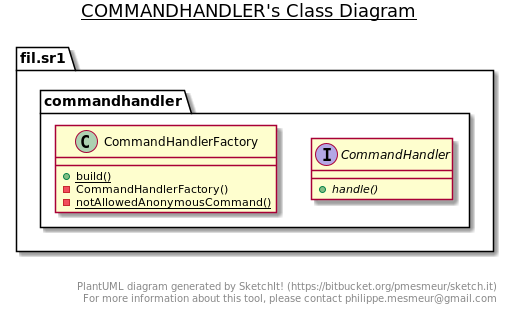 COMMANDHANDLER's Class Diagram
fil.sr1
commandhandler
C CommandHandlerFactory
build()
CommandHandlerFactory()
notAllowedAnonymousCommand()
I CommandHandler
handle()
PlantUML diagram generated by SketchIt! (https://bitbucket.org/pmesmeur/sketch.it)
For more information about this tool, please contact philippe.mesmeur@gmail.com